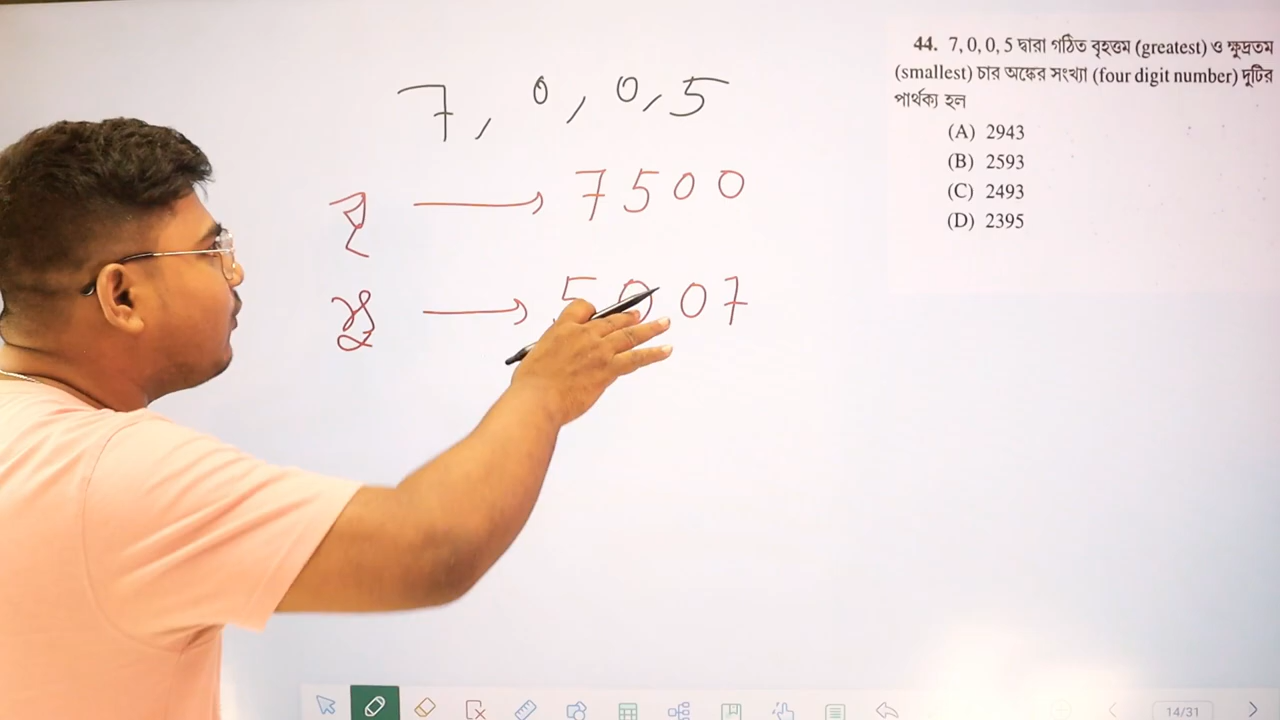 7, 0, 0, 5
বৃ → 7500
ক্ষু → 5007
44. 7, 0, 0, 5 দ্বারা গঠিত বৃহত্তম (greatest) ও ক্ষুদ্রতম
(smallest) চার অঙ্কের সংখ্যা (four digit number) দুটির
পার্থক্য হল
(A) 2943
(B) 2593
(C) 2493
(D) 2395
14/31